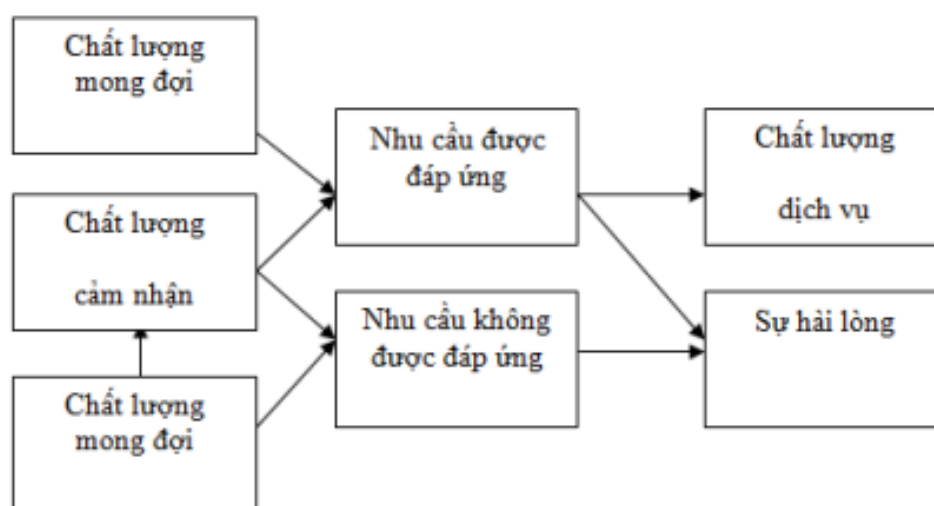 Chất lượng
mong đợi
Nhu cầu được
đáp ứng
Chất lượng
dịch vụ
Chất lượng
cảm nhận
Nhu cầu không
được đáp ứng
Sự hài lòng
Chất lượng
mong đợi